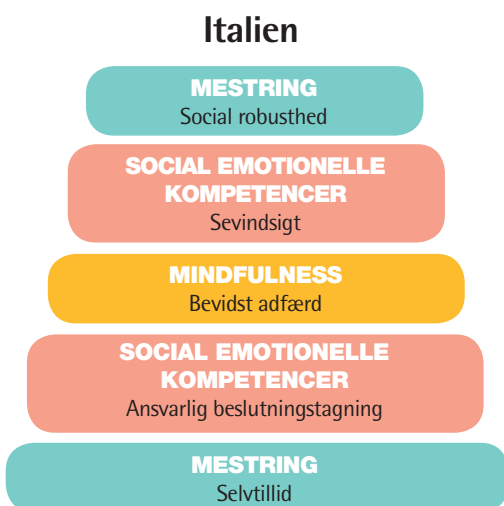 Italien
MESTRING
Social robusthed
SOCIAL EMOTIONELLE
KOMPETENCER
Sevindsigt
MINDFULNESS
Bevidst adfærd
SOCIAL EMOTIONELLE
KOMPETENCER
Ansvarlig beslutningstagning
MESTRING
Selvtillid